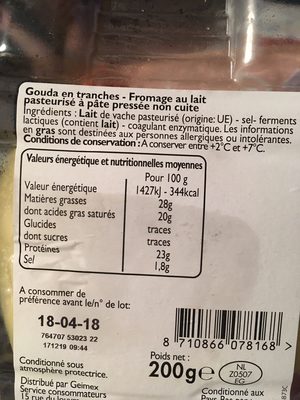 Gouda en tranches - Fromage au lait
pasteurisé à pâte pressée non cuite
Ingrédients : Lait de vache pasteurisé (origine: UE) - sel- ferments
lactiques (contient lait) - coagulant enzymatique. Les informations
en gras sont destinées aux personnes allergiques ou intolérantes.
Conditions de conservation : A conserver entre +2°C et +7°C.
Valeurs énergétique et nutritionnelles moyennes
Pour 100 g
Valeur énergétique 1427kJ - 344kcal
Matières grasses 28g
dont acides gras saturés 20g
Glucides traces
dont sucres traces
Protéines 23g
Sel 1,8g
A consommer de
préférence avant le/n° de lot:
18-04-18
764707 53023 22
171219 09:44
8 710866 078168 >
Conditionné sous
atmosphère protectrice.
Poids net :
200g e
NL
Z0507
EG
Distribué par Geimex
Service consommateurs
15 rue du
Conditionné aux